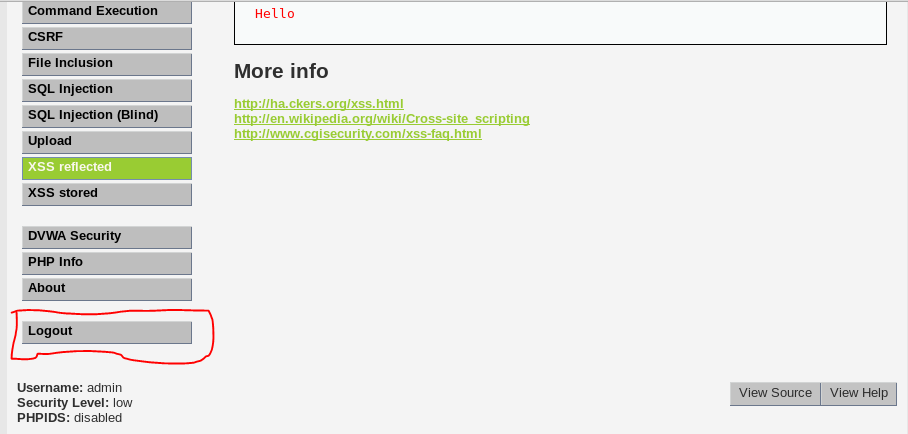 Command Execution
CSRF
File Inclusion
SQL Injection
SQL Injection (Blind)
Upload
XSS reflected
XSS stored
DVWA Security
PHP Info
About
Logout
Username: admin
Security Level: low
PHPIDS: disabled
Hello
More info
http://ha.ckers.org/xss.html
http://en.wikipedia.org/wiki/Cross-site_scripting
http://www.cgisecurity.com/xss-faq.html
View Source View Help